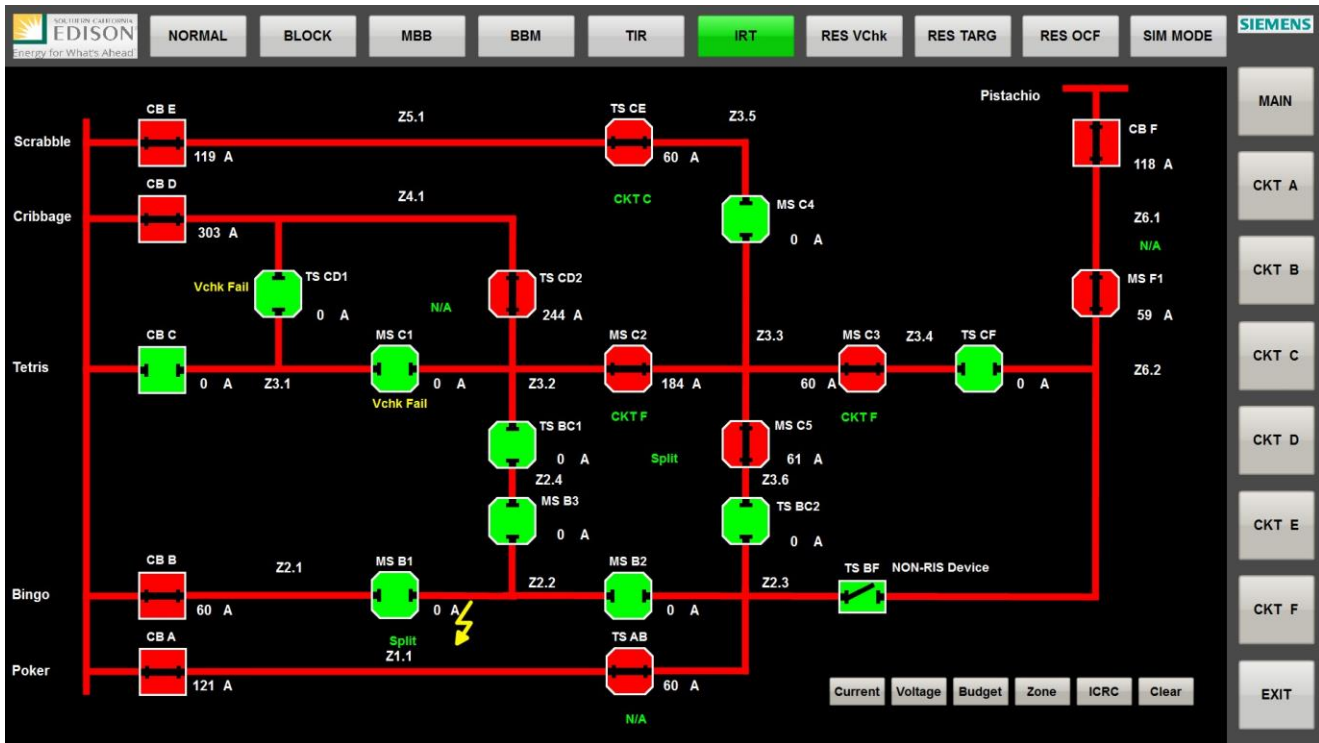 SOUTHERN CALIFORNIA
EDISON
Energy for What's Ahead
NORMAL
BLOCK
MBB
BBM
TIR
IRT
RES VChk
RES TARG
RES OCF
SIM MODE
SIEMENS
MAIN
CKT A
CKT B
CKT C
CKT D
CKT E
CKT F
EXIT
Pistachio
CB E
Z5.1
TS CE
Z3.5
CB F
Scrabble
119 A
60 A
118 A
CB D
Z4.1
CKT C
MS C4
Cribbage
303 A
0 A
Z6.1
N/A
Vchk Fail
TS CD1
0 A
N/A
TS CD2
244 A
MS F1
59 A
CB C
MS C1
MS C2
Z3.3
MS C3
Z3.4
TS CF
Tetris
0 A
Z3.1
0 A
Z3.2
184 A
60 A
0 A
Z6.2
Vchk Fail
CKT F
CKT F
TS BC1
0 A
Split
MS C5
61 A
Z2.4
Z3.6
MS B3
0 A
TS BC2
0 A
CB B
Z2.1
MS B1
Z2.2
MS B2
Z2.3
TS BF
NON-RIS Device
Bingo
60 A
0 A
0 A
CB A
Split
Z1.1
TS AB
Poker
121 A
60 A
N/A
Current
Voltage
Budget
Zone
ICRC
Clear